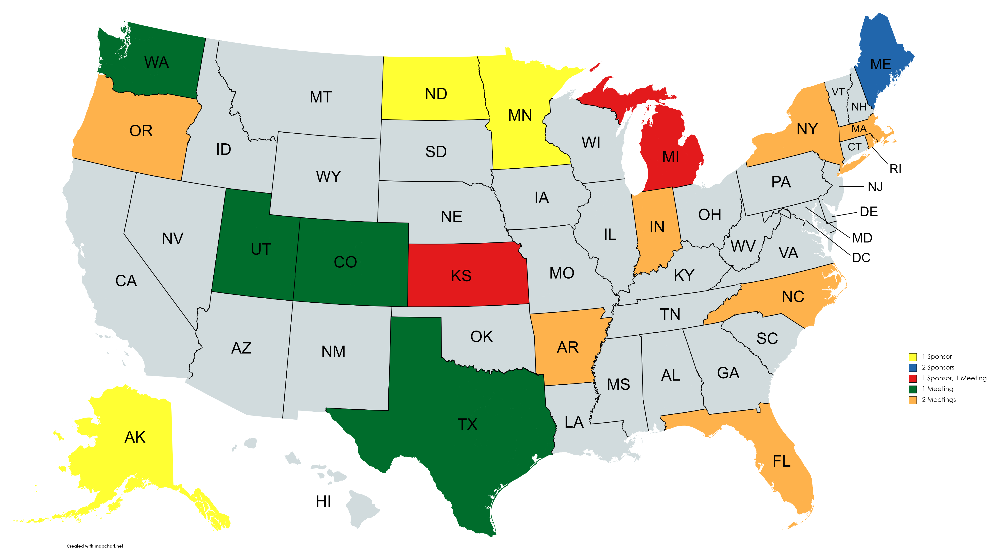 WA
ME
VT
ND
MT
NH
MN
NY
MA
OR
WI
CT
ID
SD
MI
RI
WY
PA
NJ
IA
DE
OH
NE
IN
IL
MD
NV
WV
UT
VA
DC
CO
MO
KY
KS
CA
NC
TN
OK
SC
AR
AZ
NM
1 Sponsor
2 Sponsors
GA
AL
1 Sponsor, 1 Meeting
MS
1 Meeting
2 Meetings
LA
TX
AK
FL
HI
Created with mapchart.net